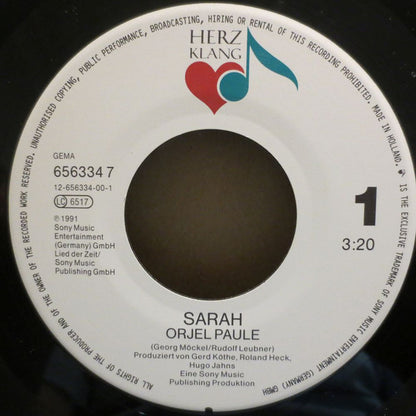 HERZ
KLANG
GEMA
656334 7
12-656334-00-1
LC 6517
℗ 1991
Sony Music
Entertainment
(Germany) GmbH
Lied der Zeit/
Sony Music
Publishing GmbH
1
3:20
SARAH
ORJEL PAULE
(Georg Möckel/Rudolf Leubner)
Produziert von Gerd Köthe, Roland Heck,
Hugo Jahns
Eine Sony Music
Publishing Produktion
ALL RIGHTS OF THE PRODUCER AND OF THE OWNER OF THE RECORDED WORK RESERVED. UNAUTHORISED COPYING, PUBLIC PERFORMANCE, BROADCASTING, HIRING OR RENTAL OF THIS RECORDING PROHIBITED. MADE IN HOLLAND. IS THE EXCLUSIVE TRADEMARK OF SONY MUSIC ENTERTAINMENT (GERMANY) GMBH